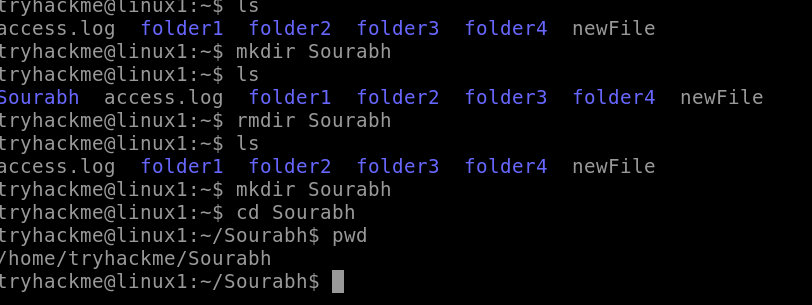 tryhackme@linux1:~$ ls
access.log  folder1  folder2  folder3  folder4  newFile
tryhackme@linux1:~$ mkdir Sourabh
tryhackme@linux1:~$ ls
Sourabh  access.log  folder1  folder2  folder3  folder4  newFile
tryhackme@linux1:~$ rmdir Sourabh
tryhackme@linux1:~$ ls
access.log  folder1  folder2  folder3  folder4  newFile
tryhackme@linux1:~$ mkdir Sourabh
tryhackme@linux1:~$ cd Sourabh
tryhackme@linux1:~/Sourabh$ pwd
/home/tryhackme/Sourabh
tryhackme@linux1:~/Sourabh$